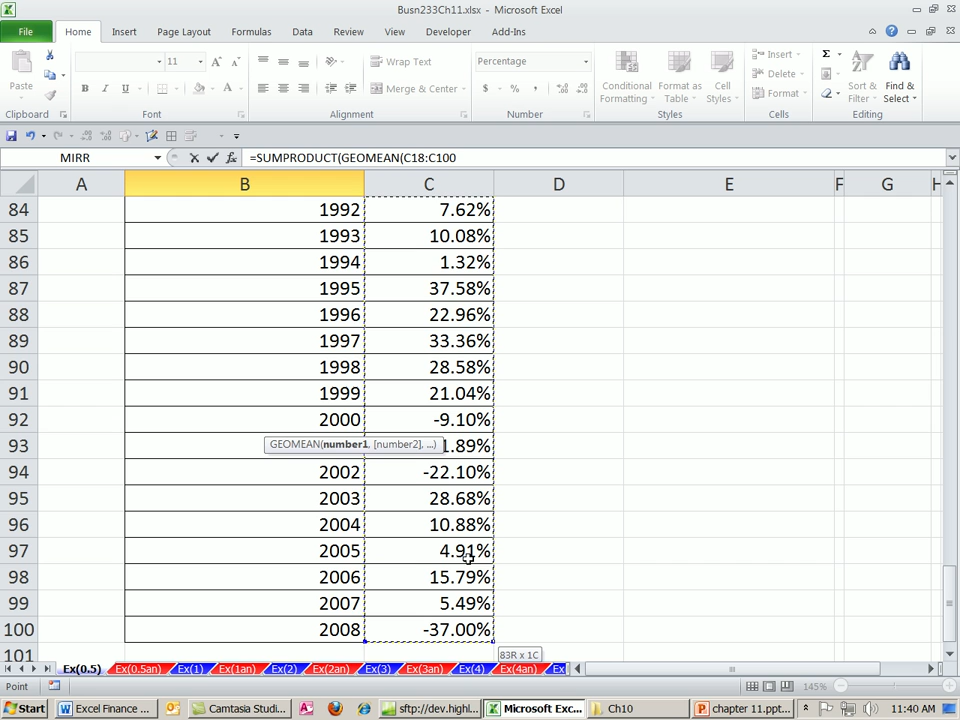 Busn233Ch11.xlsx - Microsoft Excel
File Home Insert Page Layout Formulas Data Review View Developer Add-Ins
Paste
Clipboard
11
B I U
Font
Wrap Text
Merge & Center
Alignment
Percentage
$ % ,
Number
Conditional Formatting
Format as Table
Cell Styles
Styles
Insert
Delete
Format
Cells
Sort & Filter
Find & Select
Editing
MIRR
=SUMPRODUCT(GEOMEAN(C18:C100
A B C D E F G H
84 1992 7.62%
85 1993 10.08%
86 1994 1.32%
87 1995 37.58%
88 1996 22.96%
89 1997 33.36%
90 1998 28.58%
91 1999 21.04%
92 2000 -9.10%
93 1.89%
GEOMEAN(number1, [number2], ...)
94 2002 -22.10%
95 2003 28.68%
96 2004 10.88%
97 2005 4.91%
98 2006 15.79%
99 2007 5.49%
100 2008 -37.00%
101
83R x 1C
Ex(0.5) Ex(0.5an) Ex(1) Ex(1an) Ex(2) Ex(2an) Ex(3) Ex(3an) Ex(4) Ex(4an) Ex
Point
145%
Start
Excel Finance ...
Camtasia Studi...
sftp://dev.highl...
Microsoft Exc...
Ch10
chapter 11.ppt...
11:40 AM